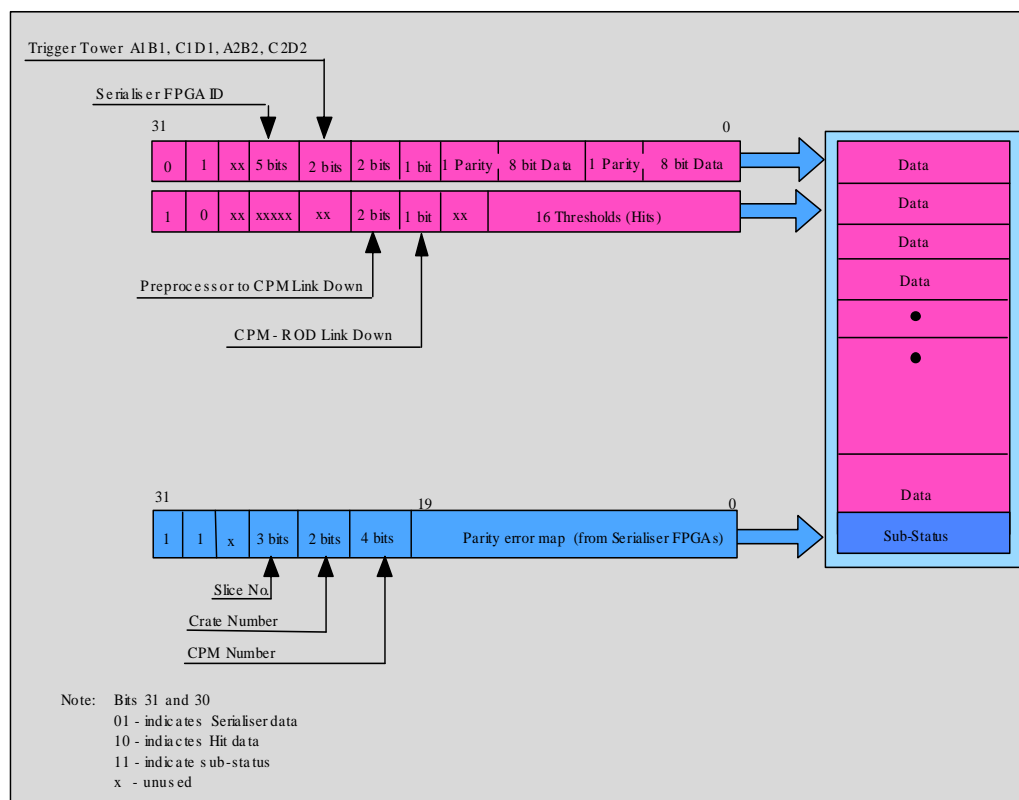 Trigger Tower A1B1, C1D1, A2B2, C2D2
Serialiser FPGA ID
31 0
0 1 xx 5 bits 2 bits 2 bits 1 bit 1 Parity 8 bit Data 1 Parity 8 bit Data
1 0 xx xxxxx xx 2 bits 1 bit xx 16 Thresholds (Hits)
Data
Data
Data
Data
Preprocessor to CPM Link Down
CPM - ROD Link Down
Data
Sub-Status
31 19 0
1 1 x 3 bits 2 bits 4 bits Parity error map (from Serialiser FPGAs)
Slice No.
Crate Number
CPM Number
Note: Bits 31 and 30
01 - indicates Serialiser data
10 - indiactes Hit data
11 - indicate sub-status
x - unused